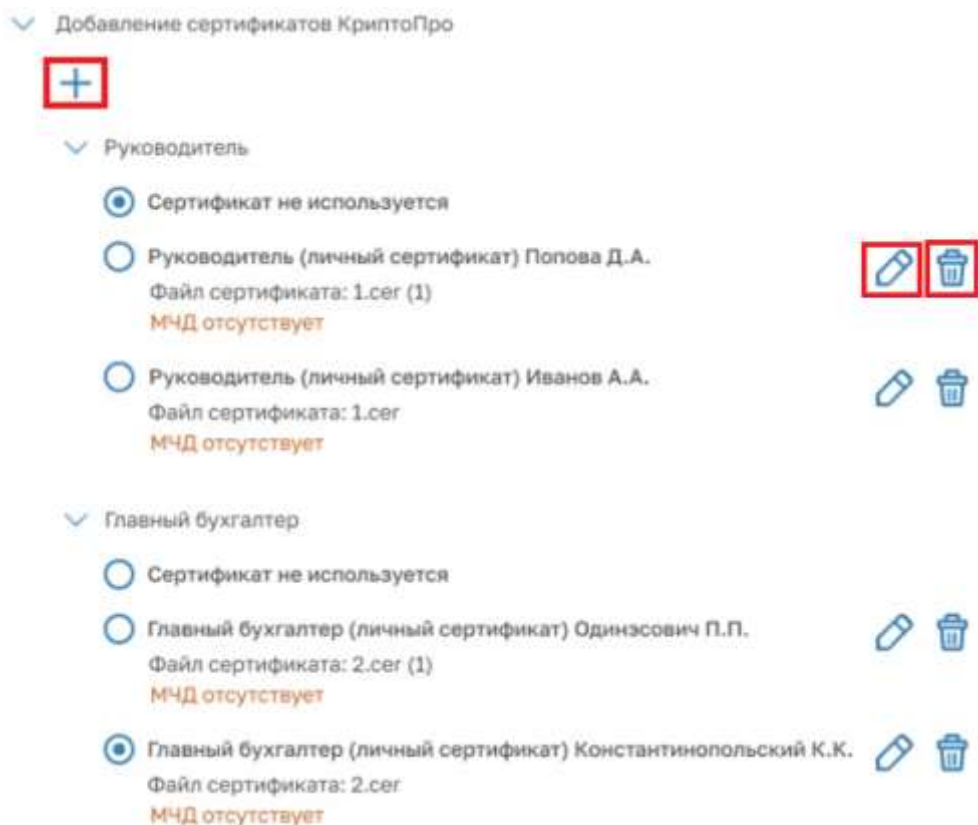 Добавление сертификатов КриптоПро
Руководитель
Сертификат не используется
Руководитель (личный сертификат) Попова Д.А.
Файл сертификата: 1.cer (1)
МЧД отсутствует
Руководитель (личный сертификат) Иванов А.А.
Файл сертификата: 1.cer
МЧД отсутствует
Главный бухгалтер
Сертификат не используется
Главный бухгалтер (личный сертификат) Одинэсович П.П.
Файл сертификата: 2.cer (1)
МЧД отсутствует
Главный бухгалтер (личный сертификат) Константинопольский К.К.
Файл сертификата: 2.cer
МЧД отсутствует